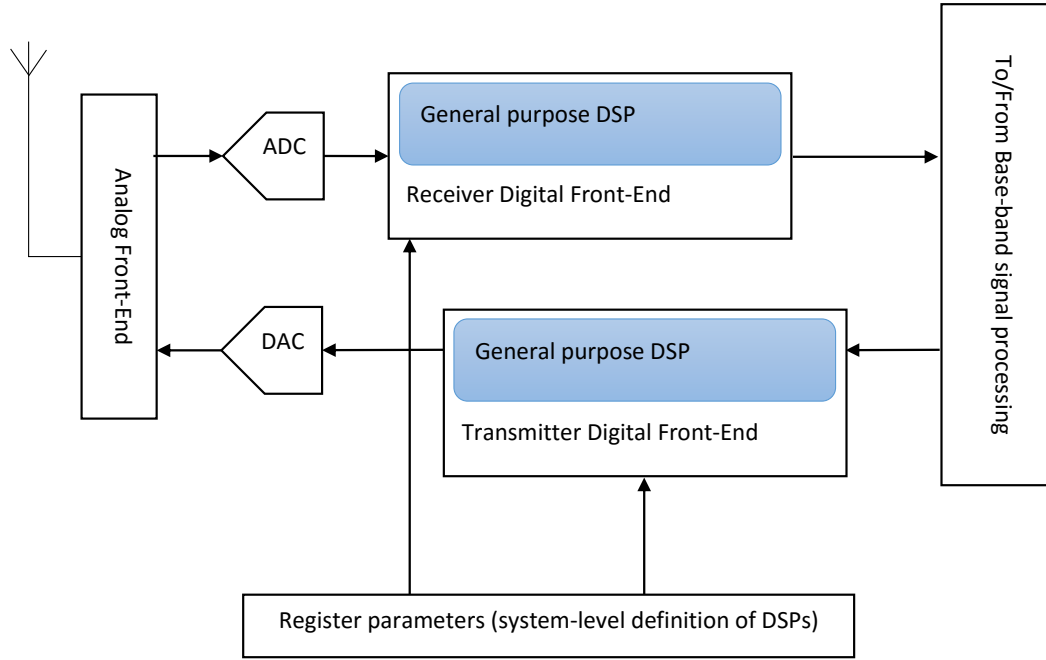 ADC
General purpose DSP
Receiver Digital Front-End
Analog Front-End
To/From Base-band signal processing
DAC
General purpose DSP
Transmitter Digital Front-End
Register parameters (system-level definition of DSPs)